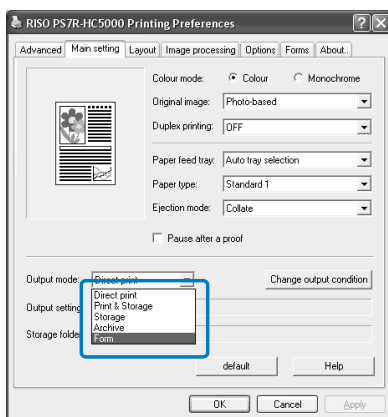 RISO PS7R-HC5000 Printing Preferences
Advanced Main setting Layout Image processing Options Forms About..
Colour mode: Colour Monochrome
Original image: Photo-based
Duplex printing: OFF
Paper feed tray: Auto tray selection
Paper type: Standard 1
Ejection mode: Collate
Pause after a proof
Output mode: Direct print Change output condition
Direct print
Output setting Print & Storage
Storage
Archive
Storage folder Form
default Help
OK Cancel Apply